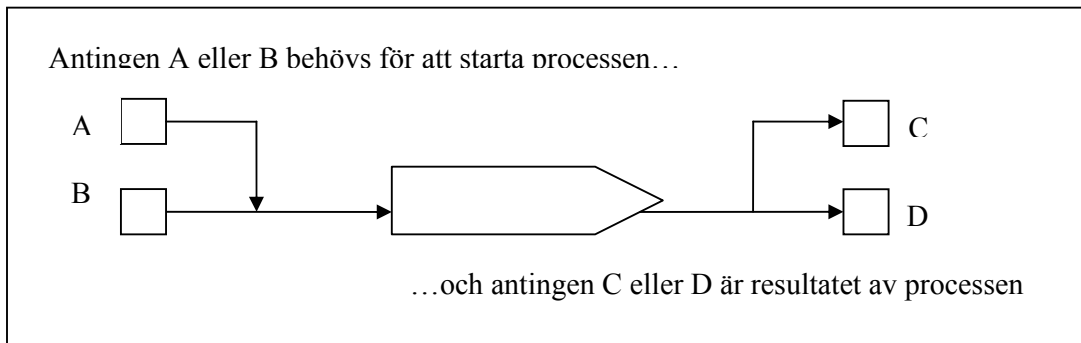 Antingen A eller B behövs för att starta processen…
A
C
B
D
…och antingen C eller D är resultatet av processen